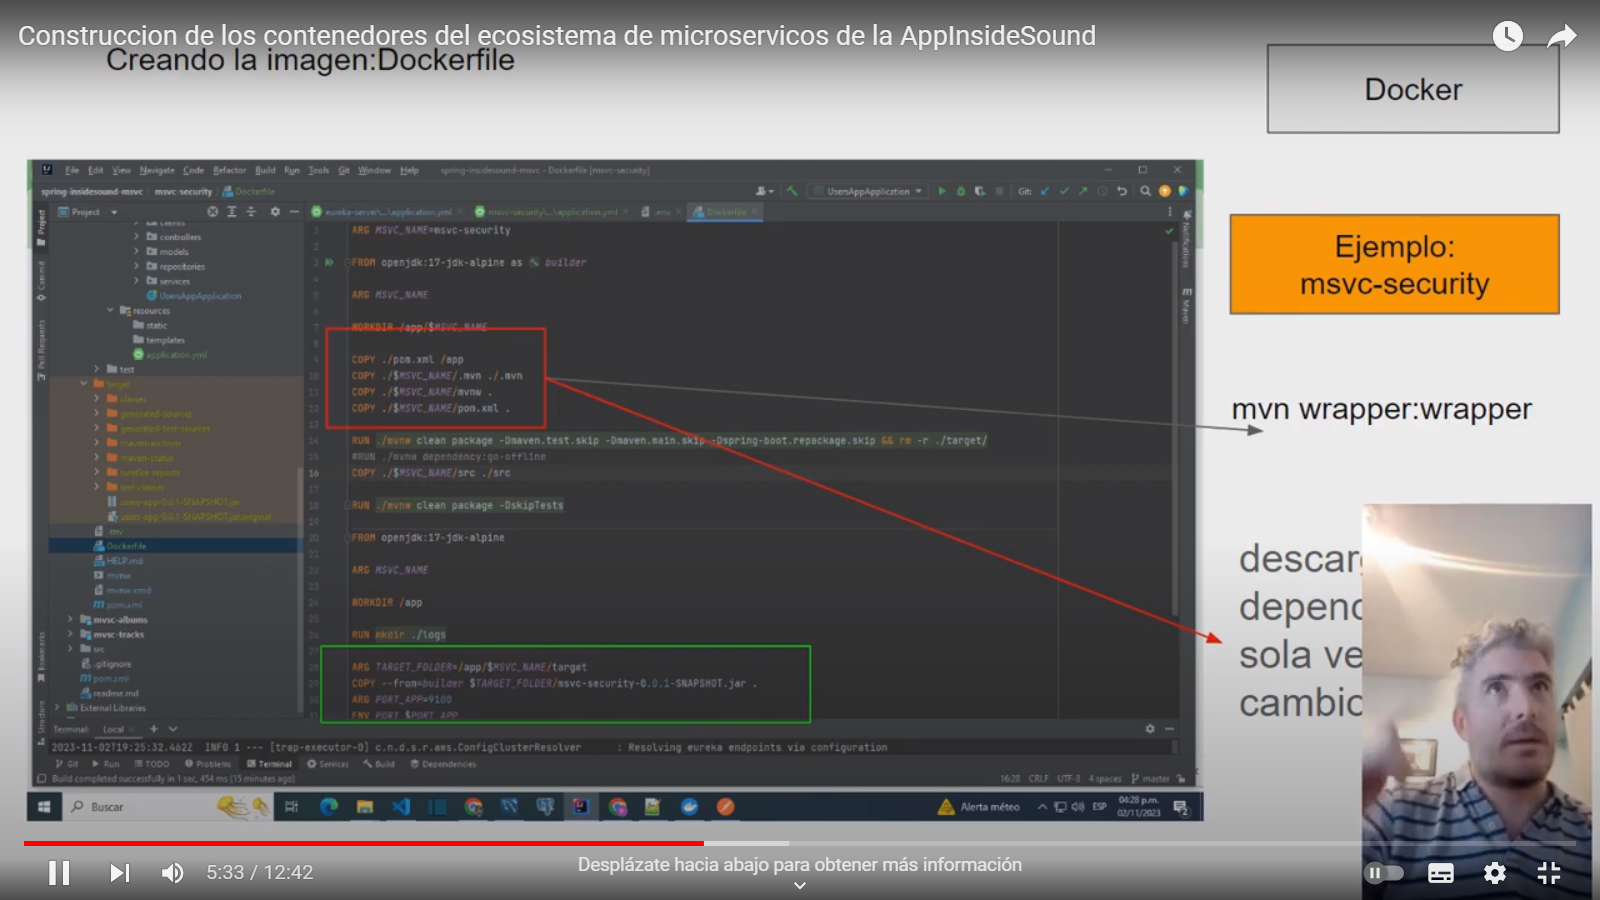 Construccion de los contenedores del ecosistema de microservicos de la AppInsideSound
Creando la imagen:Dockerfile
Docker
Ejemplo:
msvc-security
mvn wrapper:wrapper
File Edit View Navigate Code Refactor Build Run Tools Git Window Help spring-insidesound-msvc - Dockerfile [msvc-security]
spring-insidesound-msvc msvc-security Dockerfile
UsersAppApplication
Git:
Project
eureka-server\...\application.yml
msvc-security\...\application.yml
.env
Dockerfile
Project
Commit
Pull Requests
Bookmarks
Structure
Notifications
Maven
controllers
models
repositories
services
UsersAppApplication
resources
static
templates
application.yml
test
target
classes
generated-sources
generated-test-sources
maven-archiver
maven-status
surefire-reports
test-classes
users-app-0.0.1-SNAPSHOT.jar
users-app-0.0.1-SNAPSHOT.jar.original
.env
Dockerfile
HELP.md
mvnw
mvnw.cmd
pom.xml
mvsc-albums
mvsc-tracks
src
.gitignore
pom.xml
readme.md
External Libraries
1 ARG MSVC_NAME=msvc-security
2
3 FROM openjdk:17-jdk-alpine as builder
4
5 ARG MSVC_NAME
6
7 WORKDIR /app/$MSVC_NAME
8
9 COPY ./pom.xml /app
10 COPY ./$MSVC_NAME/.mvn ./.mvn
11 COPY ./$MSVC_NAME/mvnw .
12 COPY ./$MSVC_NAME/pom.xml .
13
14 RUN ./mvnw clean package -Dmaven.test.skip -Dmaven.main.skip -Dspring-boot.repackage.skip && rm -r ./target/
15 #RUN ./mvnw dependency:go-offline
16 COPY ./$MSVC_NAME/src ./src
17
18 RUN ./mvnw clean package -DskipTests
19
20 FROM openjdk:17-jdk-alpine
21
22 ARG MSVC_NAME
23
24 WORKDIR /app
25
26 RUN mkdir ./logs
27
28 ARG TARGET_FOLDER=/app/$MSVC_NAME/target
29 COPY --from=builder $TARGET_FOLDER/msvc-security-0.0.1-SNAPSHOT.jar .
30 ARG PORT_APP=9100
31 ENV PORT $PORT_APP
descar
depend
sola ve
cambio
Terminal: Local
2023-11-02T19:25:32.462Z INFO 1 --- [trap-executor-0] c.n.d.s.r.aws.ConfigClusterResolver : Resolving eureka endpoints via configuration
Git Run TODO Problems Terminal Services Build Dependencies
Build completed successfully in 1 sec, 454 ms (15 minutes ago)
16:28 CRLF UTF-8 4 spaces master
Buscar
Alerta méteo
ESP
04:28 p.m.
02/11/2023
2
5:33 / 12:42
Desplázate hacia abajo para obtener más información